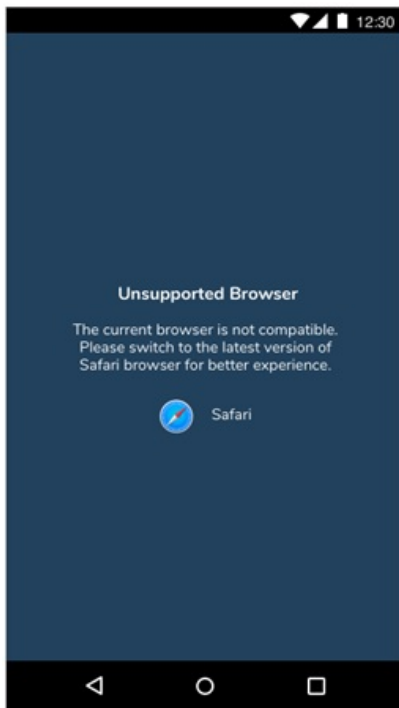 12:30
Unsupported Browser
The current browser is not compatible.
Please switch to the latest version of
Safari browser for better experience.
Safari